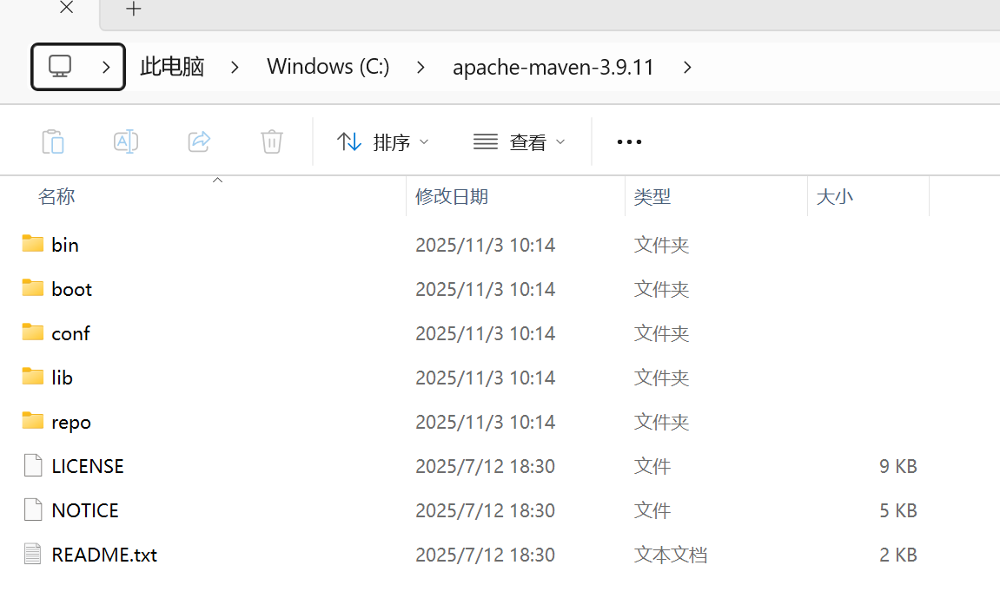 此电脑 > Windows (C:) > apache-maven-3.9.11 >
排序 查看
名称 修改日期 类型 大小
bin 2025/11/3 10:14 文件夹
boot 2025/11/3 10:14 文件夹
conf 2025/11/3 10:14 文件夹
lib 2025/11/3 10:14 文件夹
repo 2025/11/3 10:14 文件夹
LICENSE 2025/7/12 18:30 文件 9 KB
NOTICE 2025/7/12 18:30 文件 5 KB
README.txt 2025/7/12 18:30 文本文档 2 KB